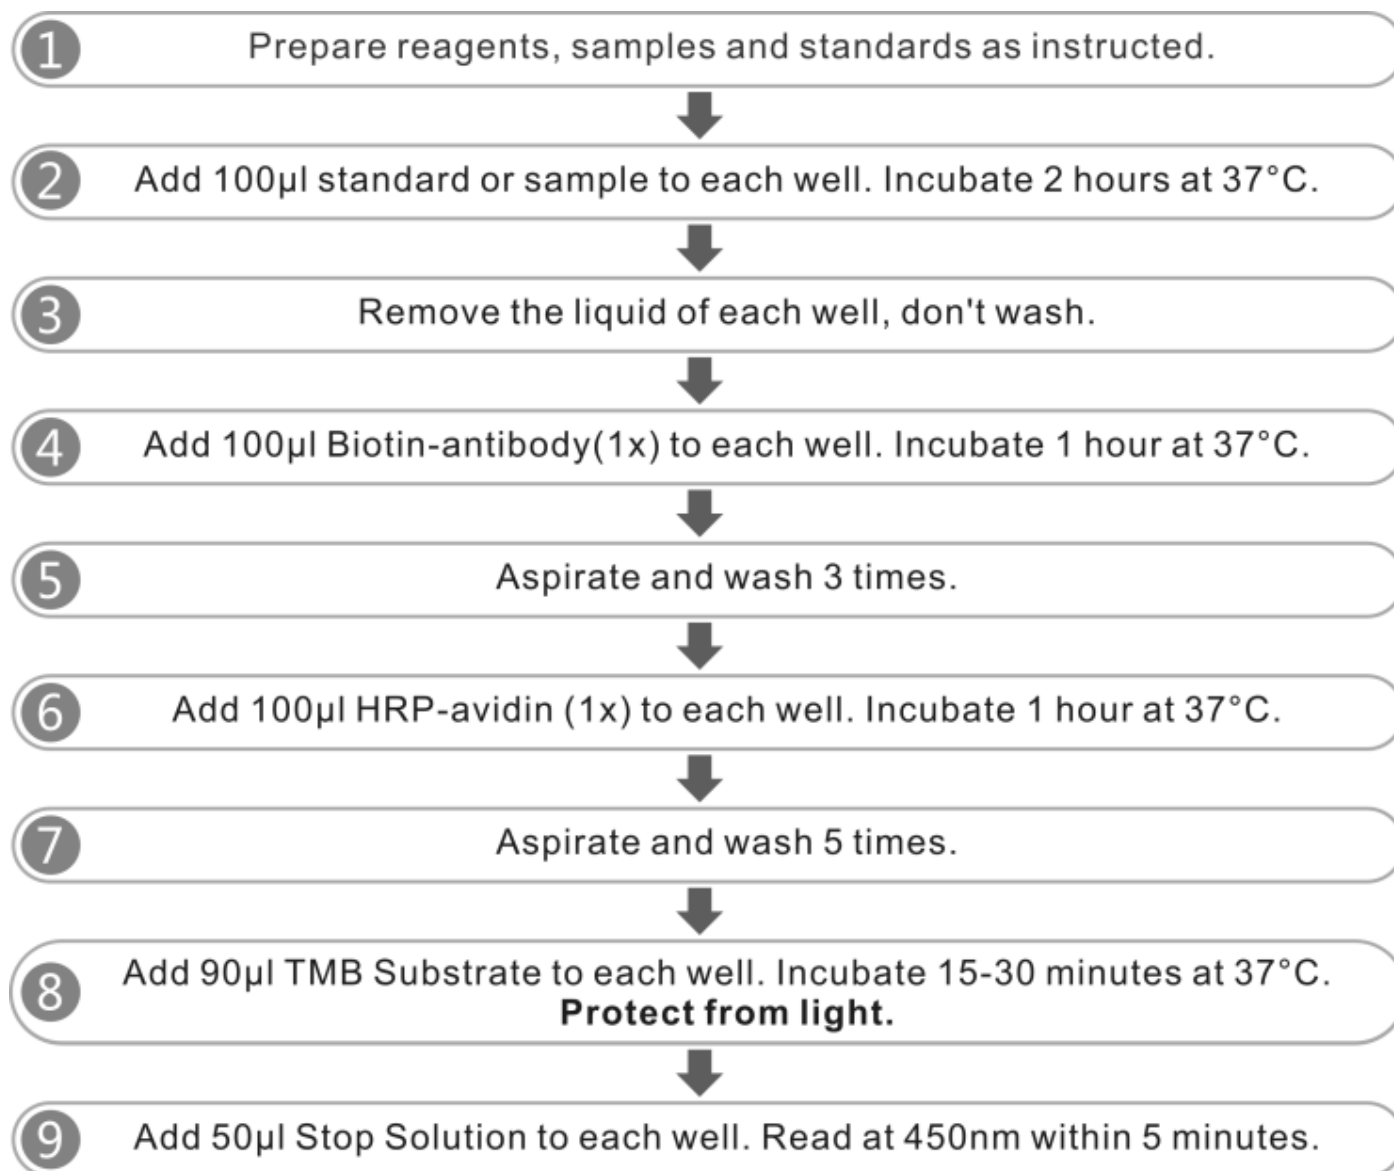 1 Prepare reagents, samples and standards as instructed.
2 Add 100µl standard or sample to each well. Incubate 2 hours at 37°C.
3 Remove the liquid of each well, don't wash.
4 Add 100µl Biotin-antibody(1x) to each well. Incubate 1 hour at 37°C.
5 Aspirate and wash 3 times.
6 Add 100µl HRP-avidin (1x) to each well. Incubate 1 hour at 37°C.
7 Aspirate and wash 5 times.
8 Add 90µl TMB Substrate to each well. Incubate 15-30 minutes at 37°C.
Protect from light.
9 Add 50µl Stop Solution to each well. Read at 450nm within 5 minutes.